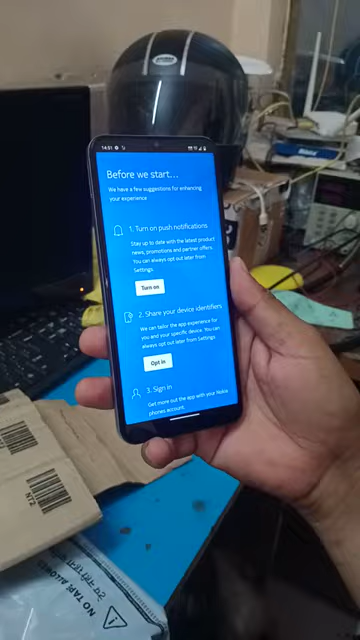 14:51
Before we start...
We have a few suggestions for enhancing
your experience
1. Turn on push notifications
Stay up to date with the latest product
news, promotions and partner offers.
You can always opt out later from
Settings.
Turn on
2. Share your device identifiers
We can tailor the app experience for
you and your specific device. You can
always opt out later from Settings.
Opt in
3. Sign in
Get more out the app with your Nokia
phones account.
NT2
NO TAPE ALLOWED